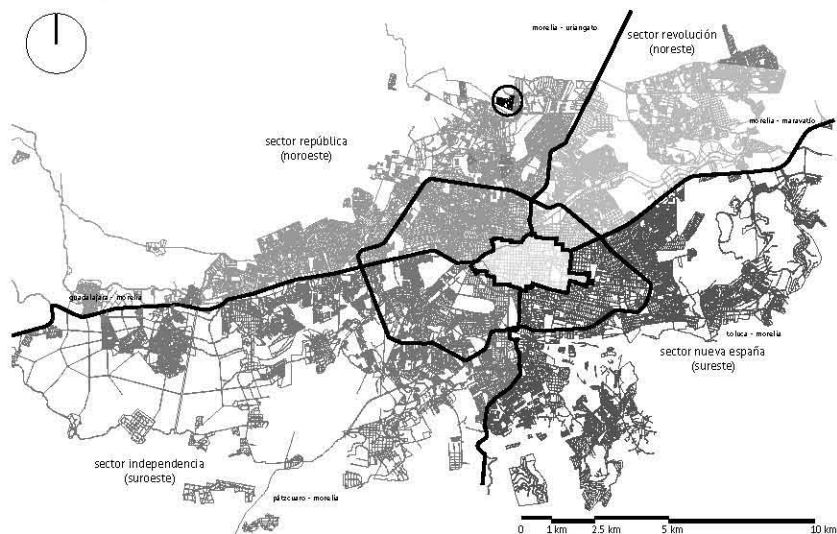 morelia - uriangato
sector revolución
(noreste)
morelia - maravatío
sector república
(noroeste)
guadalajara - morelia
toluca - morelia
sector nueva españa
(sureste)
sector independencia
(suroeste)
pátzcuaro - morelia
0 1 km 2.5 km 5 km 10 km